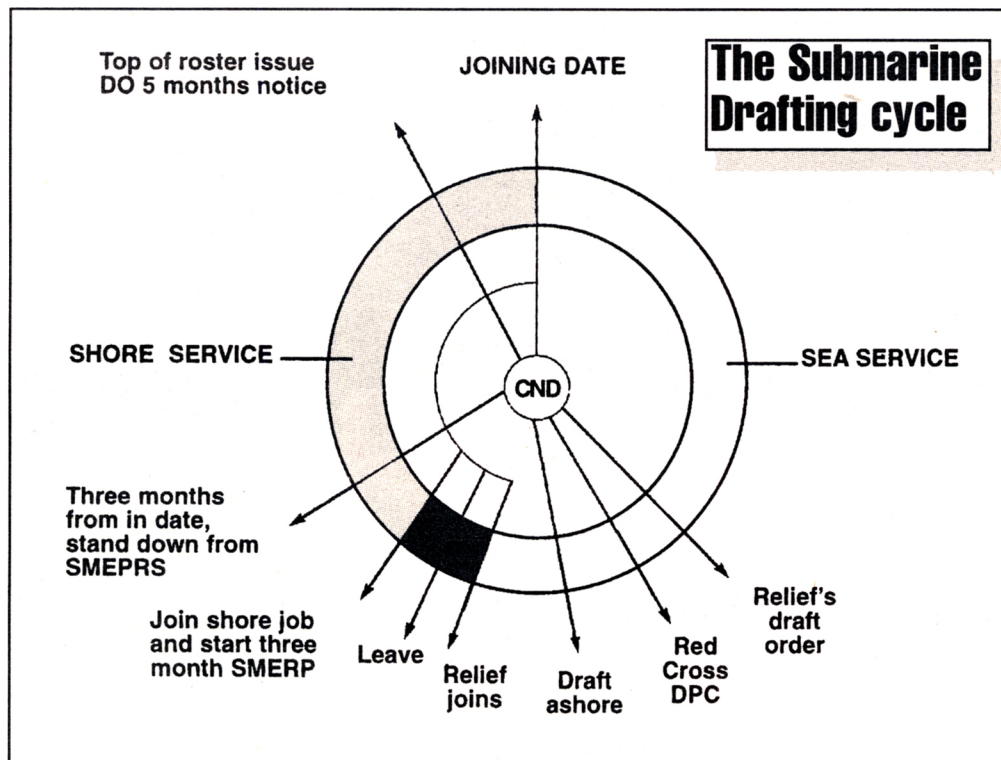 The Submarine
Drafting cycle
Top of roster issue
DO 5 months notice
JOINING DATE
SHORE SERVICE
SEA SERVICE
CND
Three months
from in date,
stand down from
SMEPRS
Join shore job
and start three
month SMERP
Leave
Relief
joins
Draft
ashore
Red
Cross
DPC
Relief's
draft
order